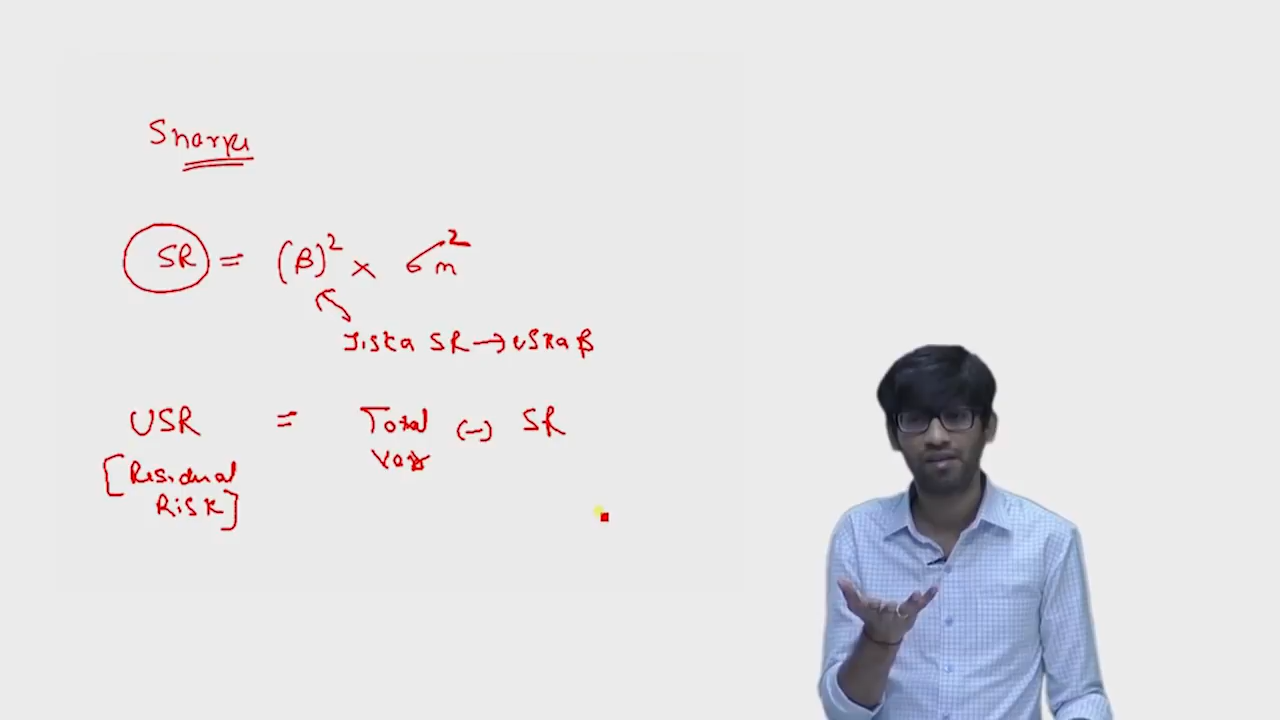 Sharpe
SR = (β)² × σm²
Jiska SR → uska β
USR = Total (–) SR
Var
[Residual
Risk]